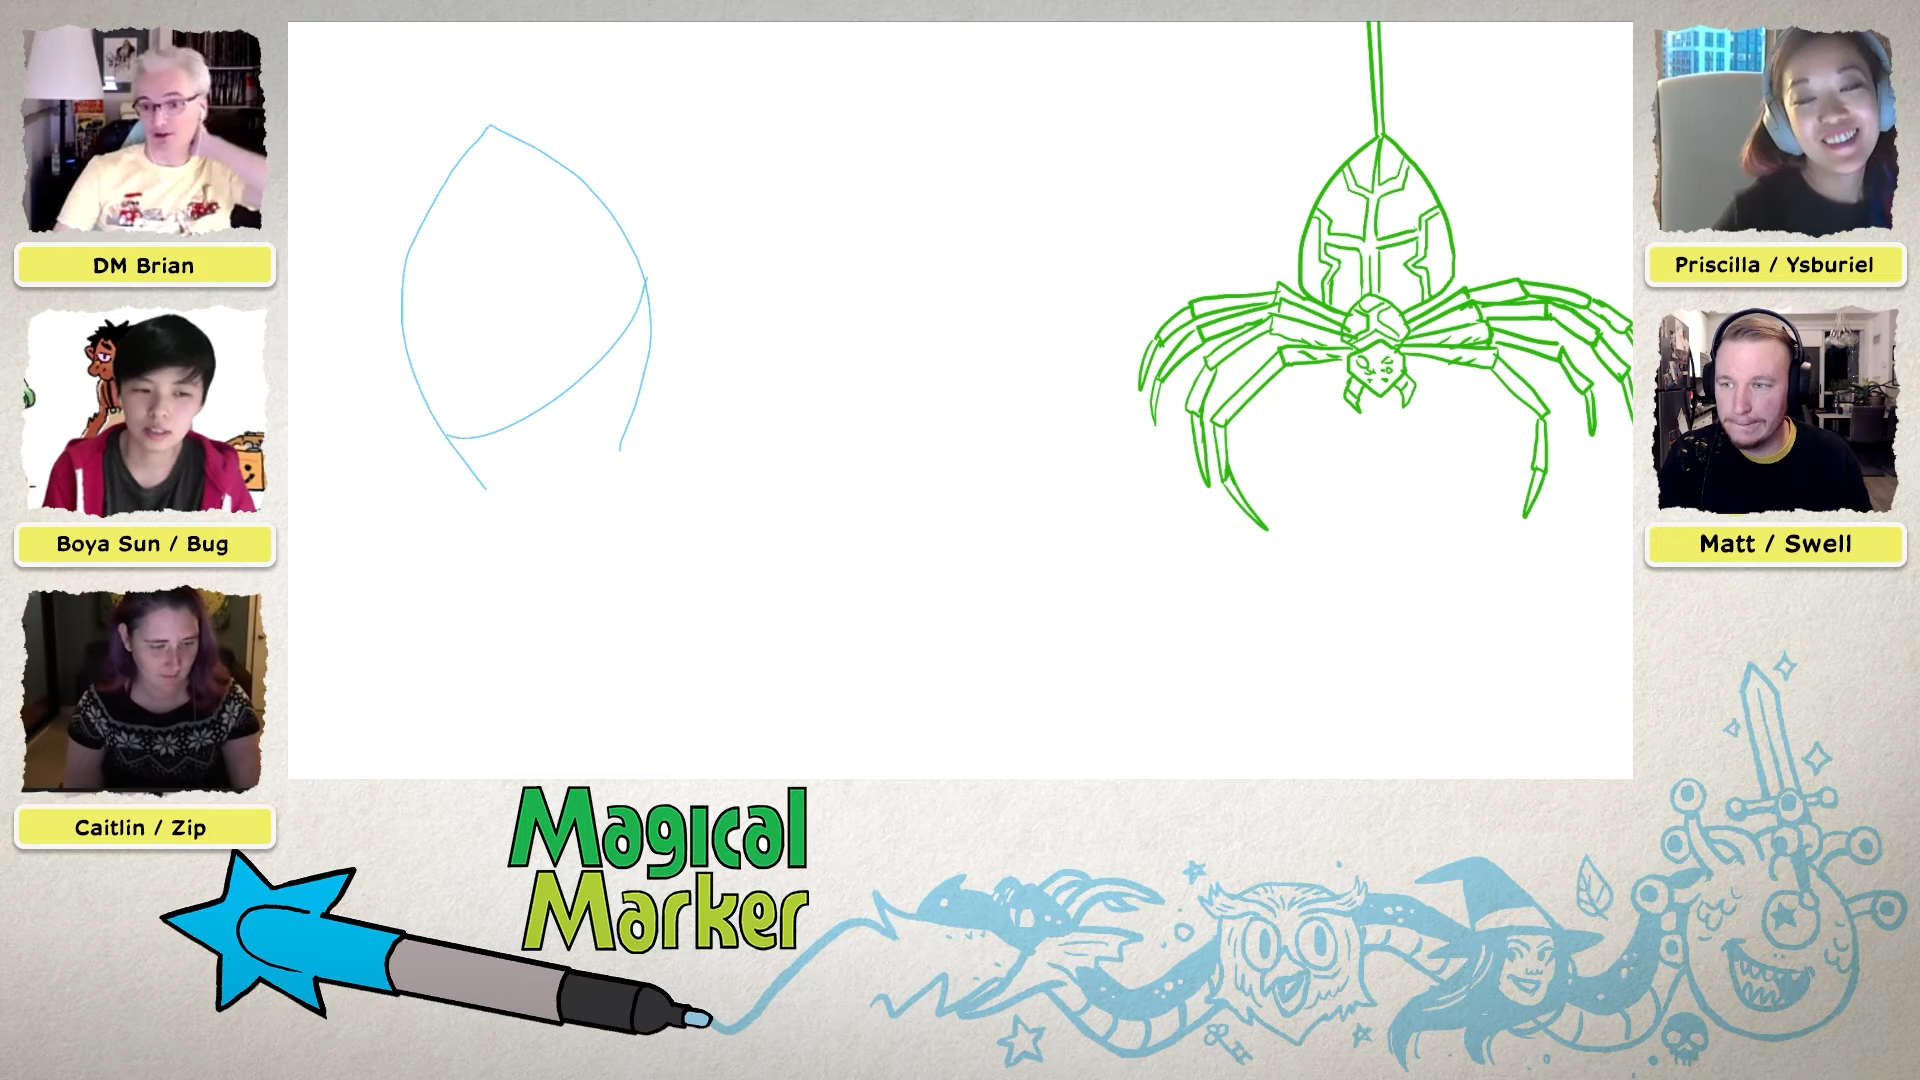 DM Brian
Priscilla / Ysburiel
Boya Sun / Bug
Matt / Swell
Caitlin / Zip
Magical
Marker